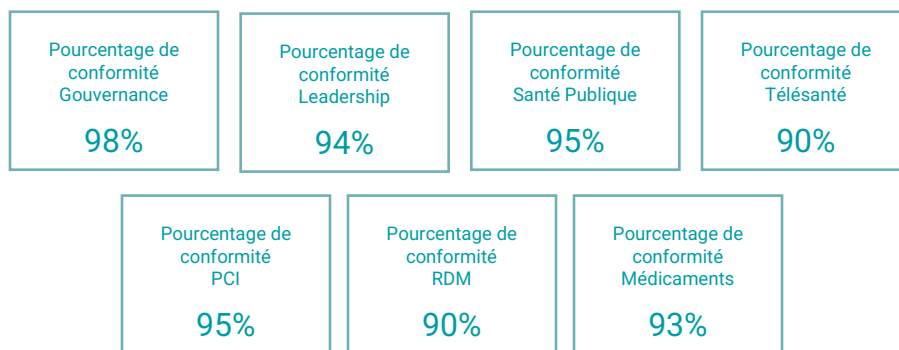 Pourcentage de
conformité
Gouvernance
98%
Pourcentage de
conformité
Leadership
94%
Pourcentage de
conformité
Santé Publique
95%
Pourcentage de
conformité
Télésanté
90%
Pourcentage de
conformité
PCI
95%
Pourcentage de
conformité
RDM
90%
Pourcentage de
conformité
Médicaments
93%